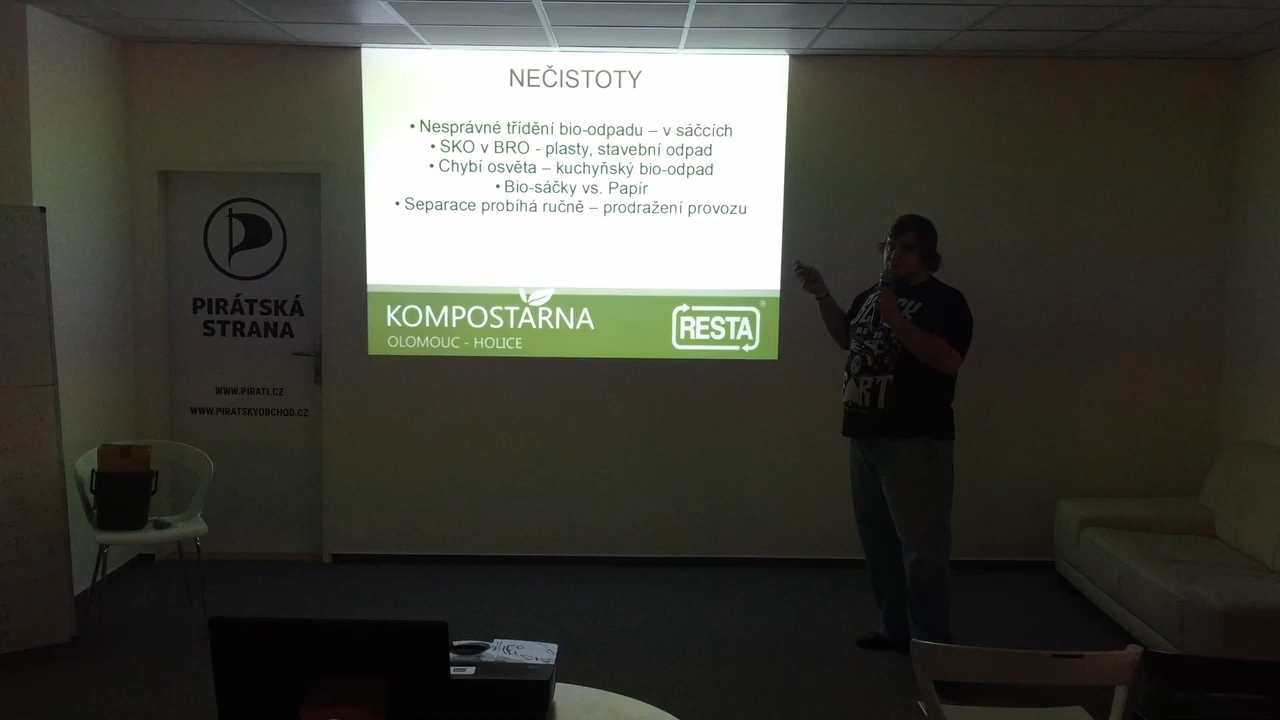 NEČISTOTY
• Nesprávné třídění bio-odpadu – v sáčcích
• SKO v BRO - plasty, stavební odpad
• Chybí osvěta – kuchyňský bio-odpad
• Bio-sáčky vs. Papír
• Separace probíhá ručně – prodražení provozu
KOMPOSTÁRNA
OLOMOUC - HOLICE
RESTA®
PIRÁTSKÁ
STRANA
WWW.PIRATI.CZ
WWW.PIRATSKYOBCHOD.CZ